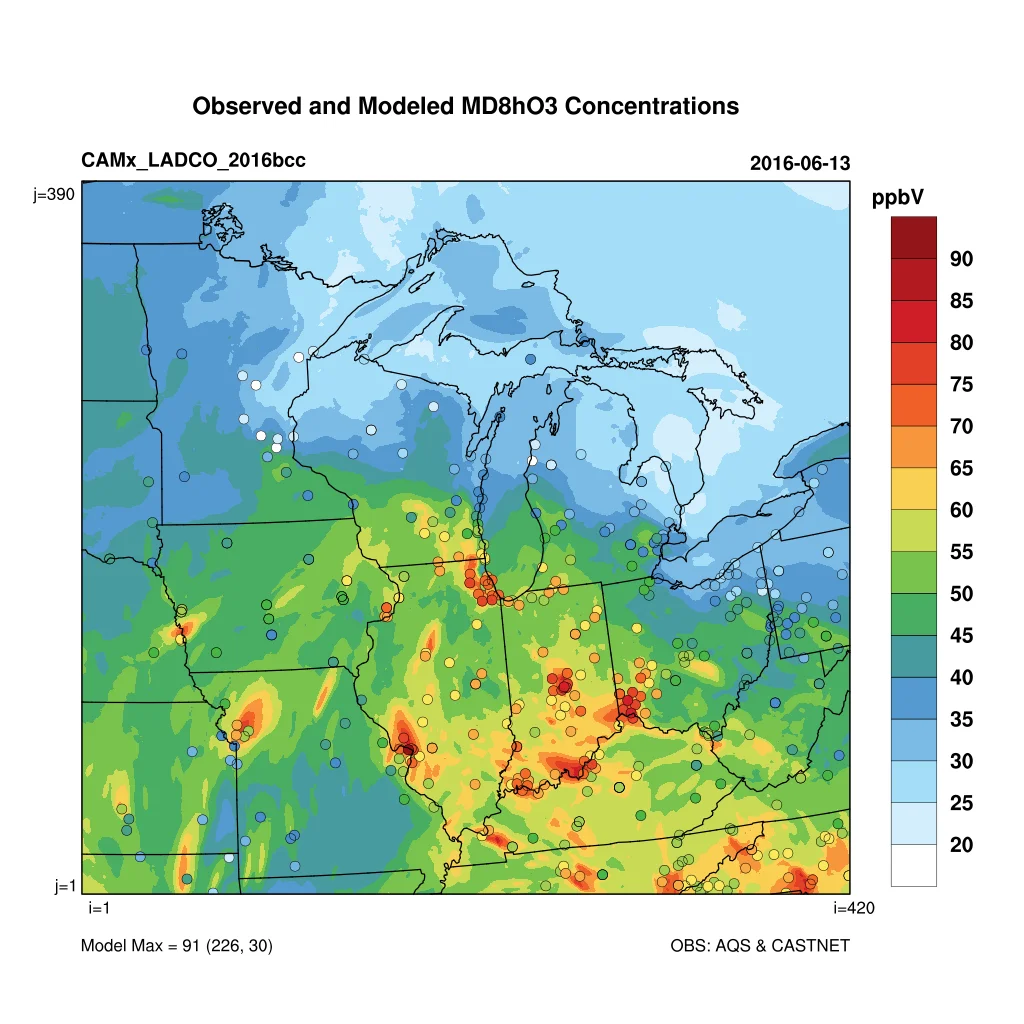 Observed and Modeled MD8hO3 Concentrations
CAMx_LADCO_2016bcc
2016-06-13
j=390
ppbV
90
85
80
75
70
65
60
55
50
45
40
35
30
25
20
j=1
i=1
i=420
Model Max = 91 (226, 30)
OBS: AQS & CASTNET